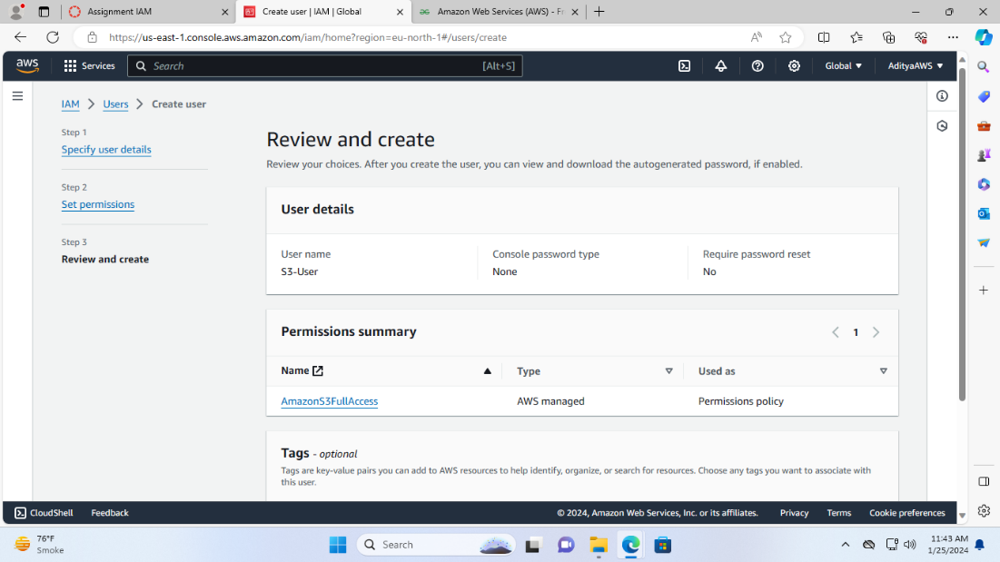 Assignment IAM
Create user | IAM | Global
Amazon Web Services (AWS) - Fr
https://us-east-1.console.aws.amazon.com/iam/home?region=eu-north-1#/users/create
aws
Services
Search
[Alt+S]
Global
AdityaAWS
IAM
Users
Create user
Step 1
Specify user details
Step 2
Set permissions
Step 3
Review and create
Review and create
Review your choices. After you create the user, you can view and download the autogenerated password, if enabled.
User details
User name
S3-User
Console password type
None
Require password reset
No
Permissions summary
1
Name
Type
Used as
AmazonS3FullAccess
AWS managed
Permissions policy
Tags - optional
Tags are key-value pairs you can add to AWS resources to help identify, organize, or search for resources. Choose any tags you want to associate with
this user.
CloudShell
Feedback
© 2024, Amazon Web Services, Inc. or its affiliates.
Privacy
Terms
Cookie preferences
76°F
Smoke
Search
11:43 AM
1/25/2024